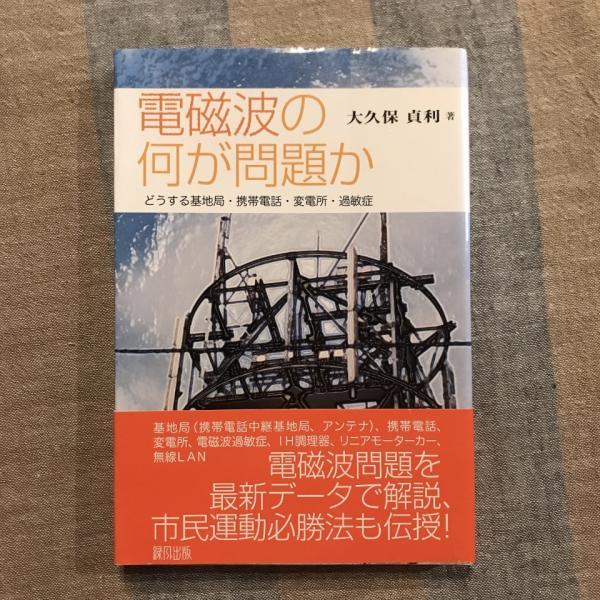 電磁波の
何が問題か
大久保 貞利 著
どうする基地局・携帯電話・変電所・過敏症
基地局(携帯電話中継基地局、アンテナ)、携帯電話、
変電所、電磁波過敏症、IH調理器、リニアモーターカー、
無線LAN
電磁波問題を
最新データで解説、
市民運動必勝法も伝授!
緑風出版